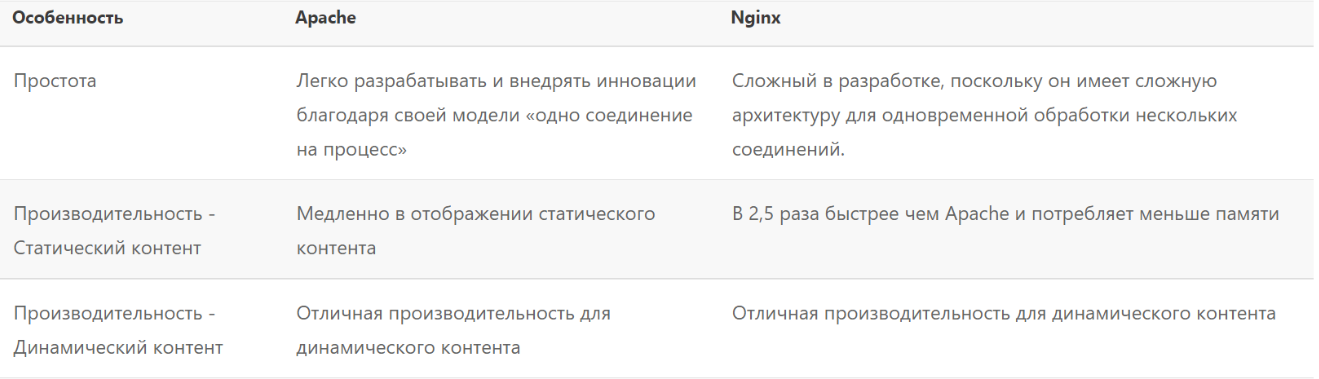 Особенность Apache Nginx
Простота
Легко разрабатывать и внедрять инновации
благодаря своей модели «одно соединение
на процесс»
Сложный в разработке, поскольку он имеет сложную
архитектуру для одновременной обработки нескольких
соединений.
Производительность -
Статический контент
Медленно в отображении статического
контента
В 2,5 раза быстрее чем Apache и потребляет меньше памяти
Производительность -
Динамический контент
Отличная производительность для
динамического контента
Отличная производительность для динамического контента